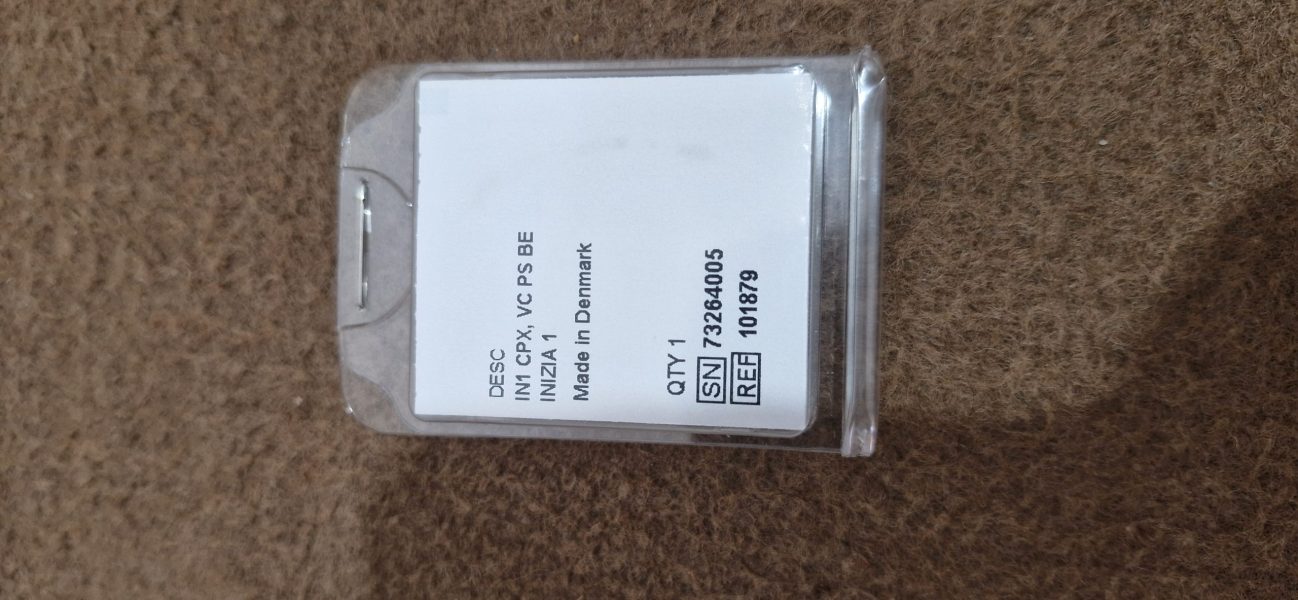 DESC
IN1 CPX, VC PS BE
INIZIA 1
Made in Denmark
QTY 1
SN 73264005
REF 101879